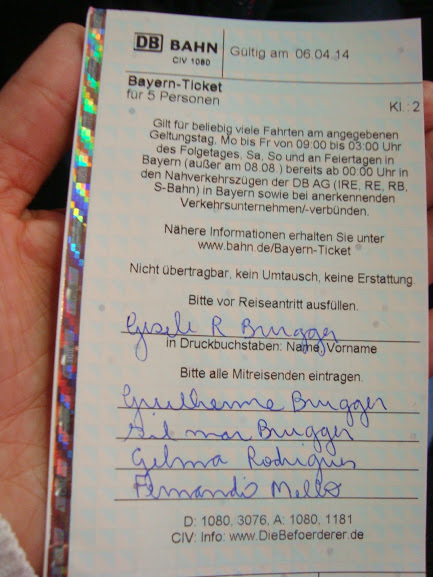 DB BAHN
CIV 1080
Gültig am 06.04.14
Bayern-Ticket
für 5 Personen
Kl.: 2
Gilt für beliebig viele Fahrten am angegebenen
Geltungstag, Mo bis Fr von 09:00 bis 03:00 Uhr
des Folgetages, Sa, So und an Feiertagen in
Bayern (außer am 08.08.) bereits ab 00:00 Uhr in
den Nahverkehrszügen der DB AG (IRE, RE, RB,
S-Bahn) in Bayern sowie bei anerkennenden
Verkehrsunternehmen/-verbünden.
Nähere Informationen erhalten Sie unter
www.bahn.de/Bayern-Ticket
Nicht übertragbar, kein Umtausch, keine Erstattung.
Bitte vor Reiseantritt ausfüllen.
Gisele R Brugger
in Druckbuchstaben: Name, Vorname
Bitte alle Mitreisenden eintragen.
Guilherme Brugger
Gilmar Brugger
Gelma Rodrigues
Fernando Mello
D: 1080, 3076, A: 1080, 1181
CIV: Info: www.DieBefoerderer.de